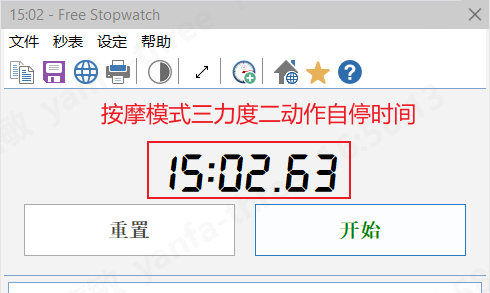 15:02 - Free Stopwatch
文件 秒表 设定 帮助
按摩模式三力度二动作自停时间
15:02.63
重置 开始